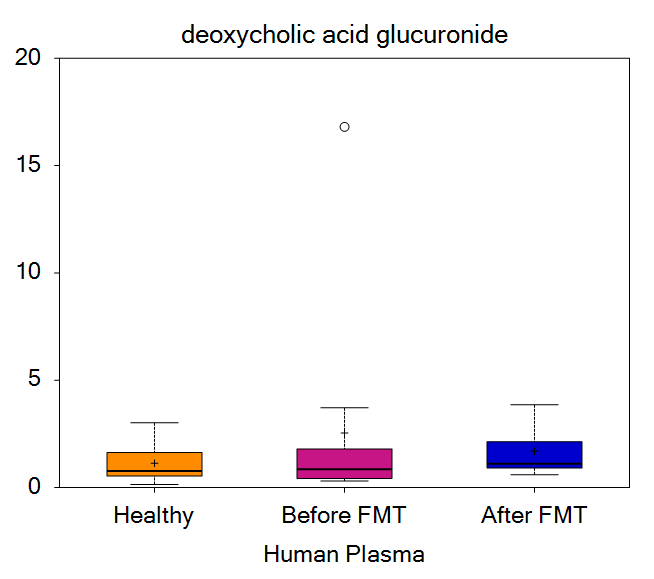 deoxycholic acid glucuronide
20
15
10
5
0
Healthy Before FMT After FMT
Human Plasma